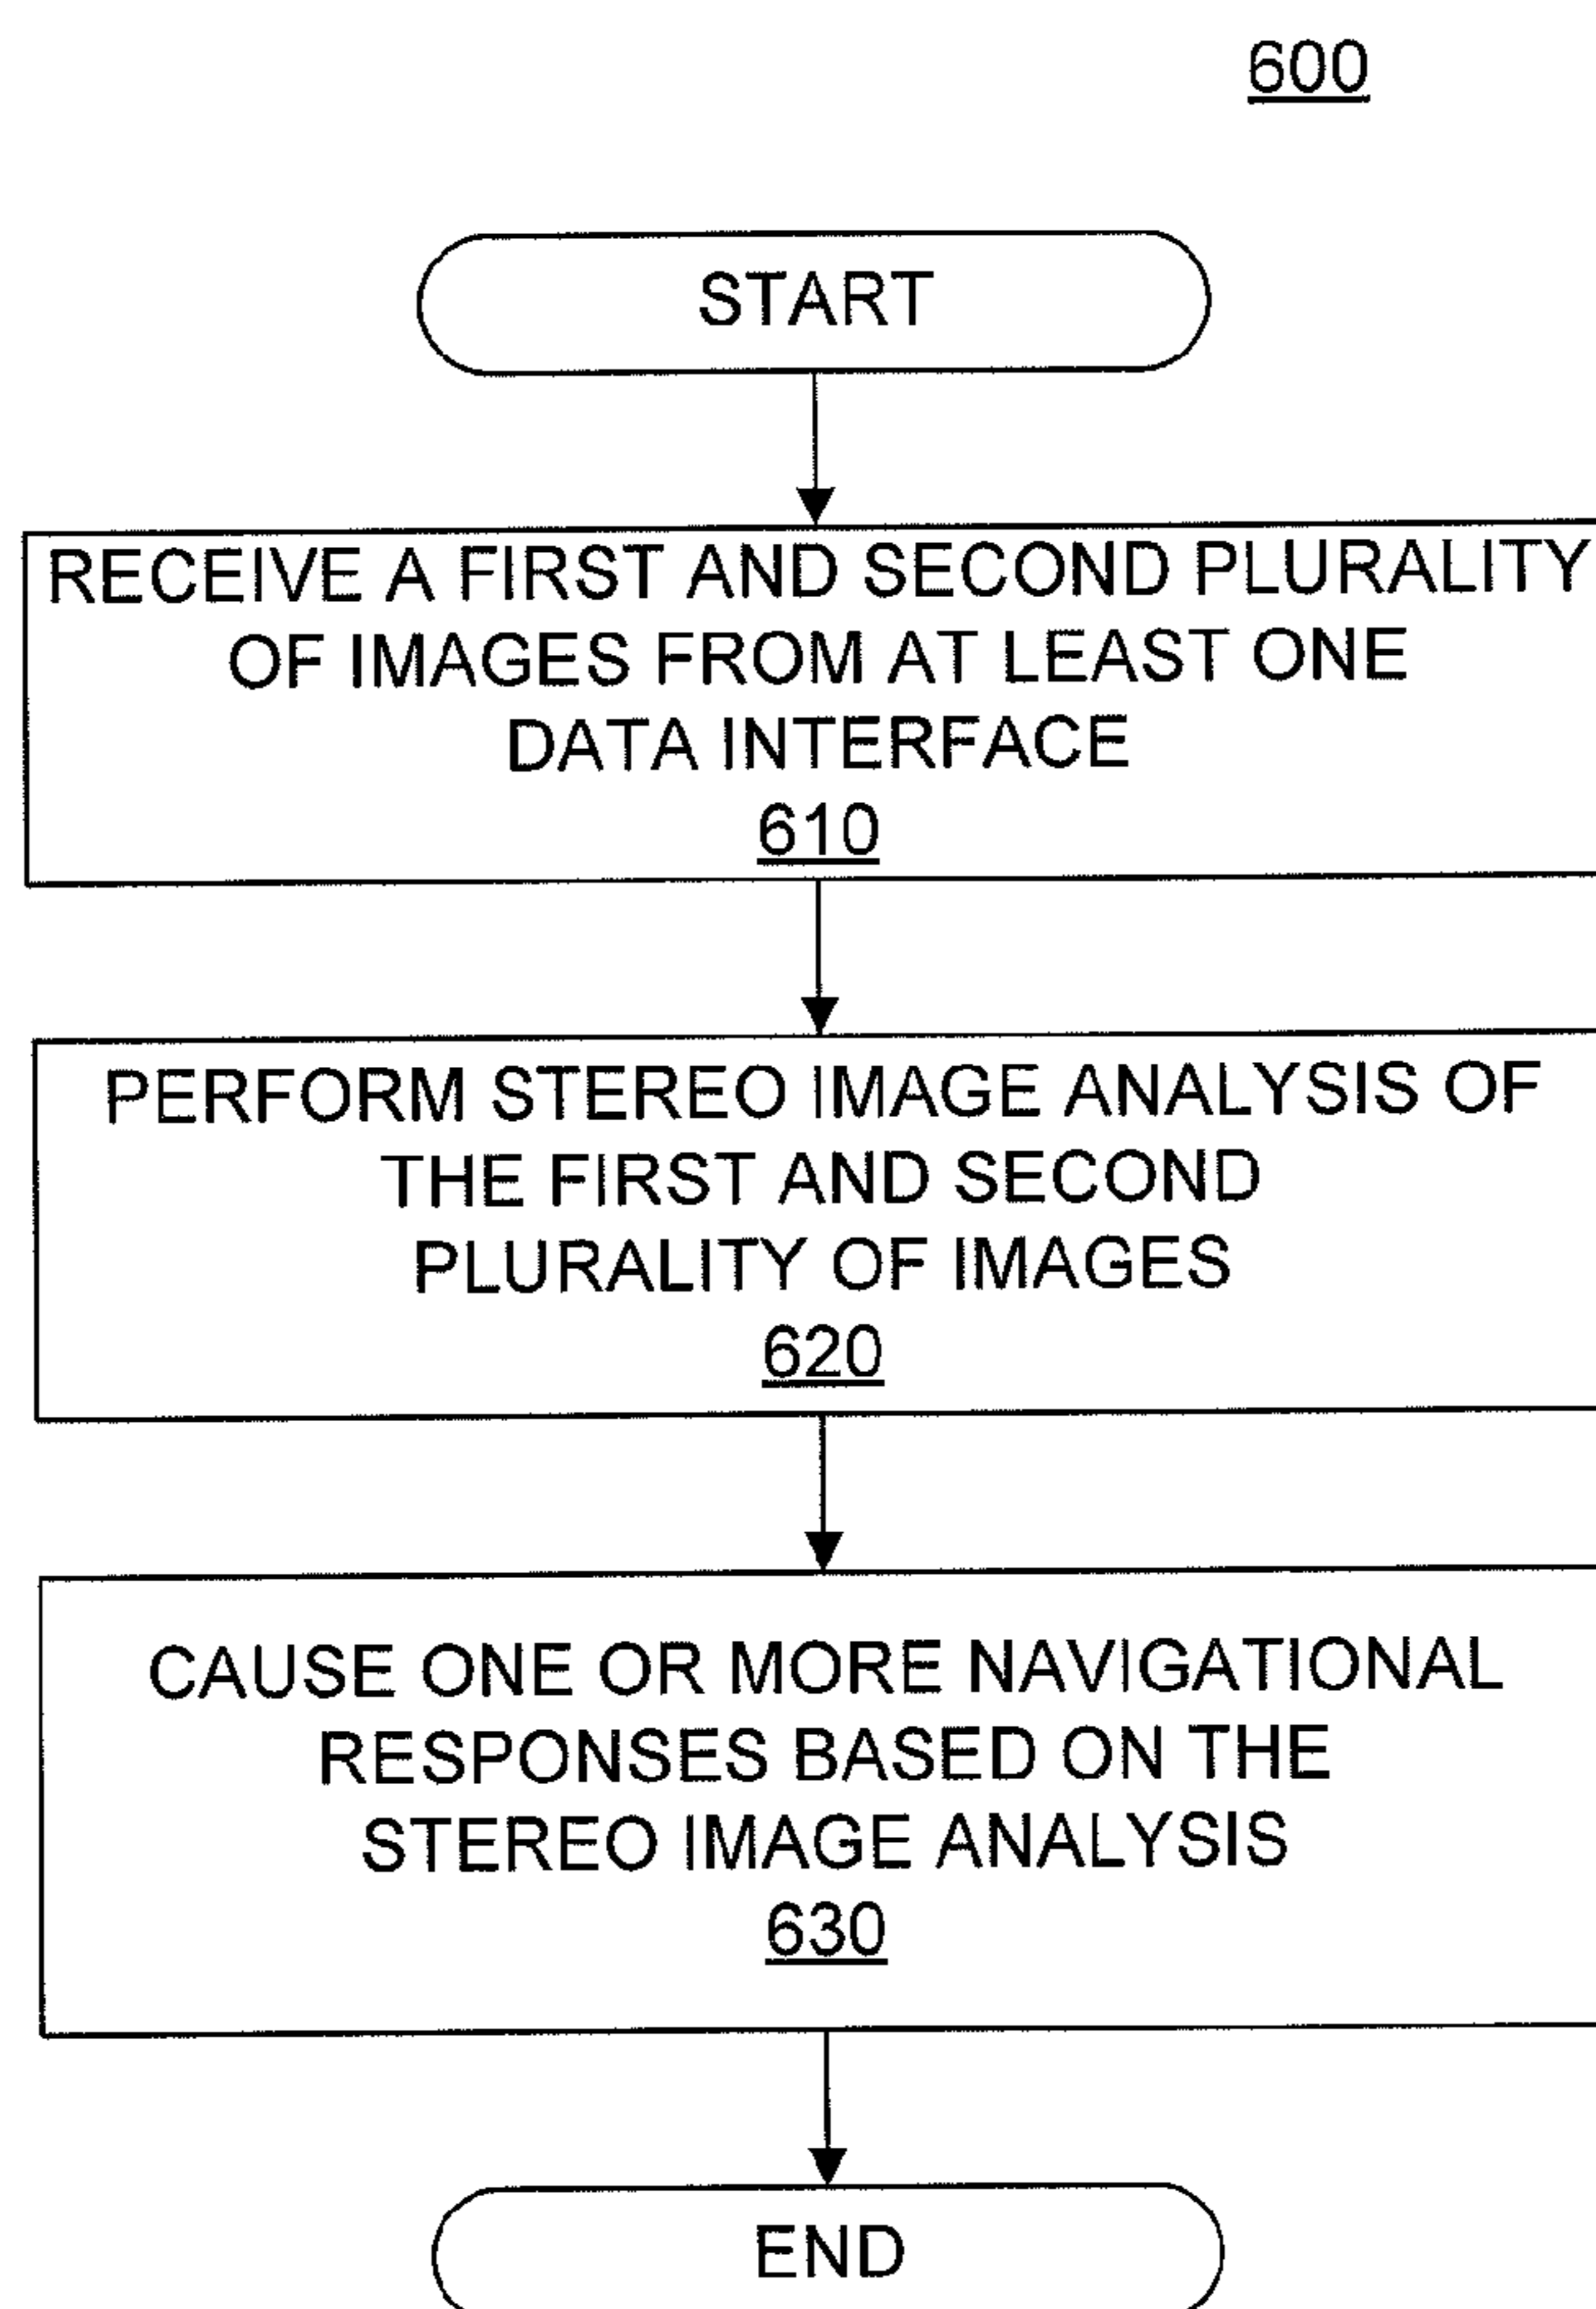 600
START
RECEIVE A FIRST AND SECOND PLURALITY
OF IMAGES FROM AT LEAST ONE
DATA INTERFACE
610
PERFORM STEREO IMAGE ANALYSIS OF
THE FIRST AND SECOND
PLURALITY OF IMAGES
620
CAUSE ONE OR MORE NAVIGATIONAL
RESPONSES BASED ON THE
STEREO IMAGE ANALYSIS
630
END